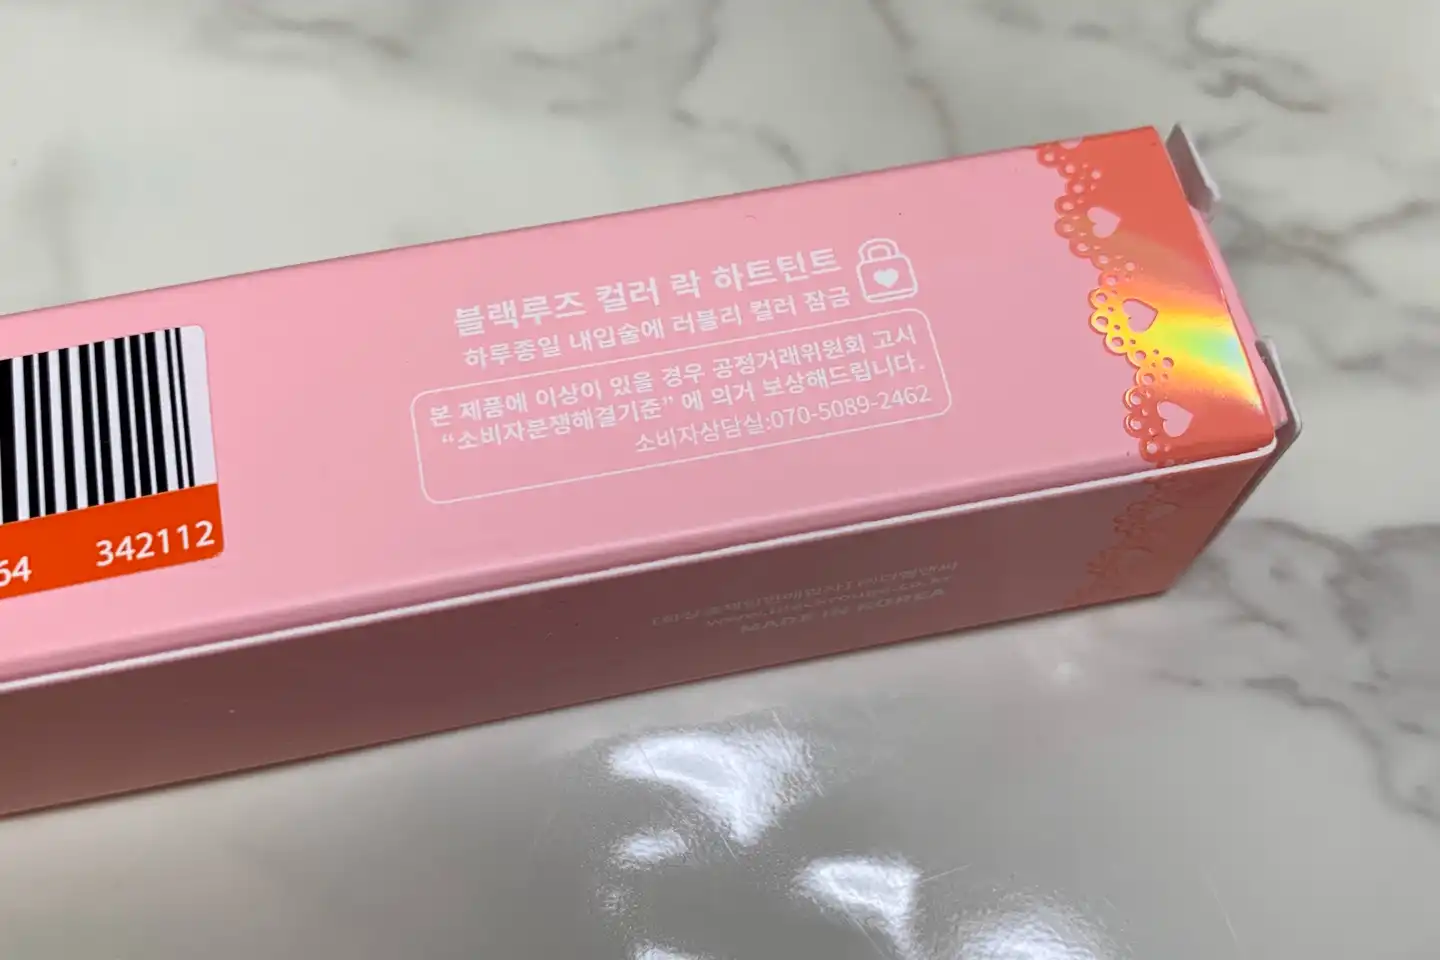 블랙루즈 컬러 락 하트틴트
하루종일 내입술에 러블리 컬러 잠금
본 제품에 이상이 있을 경우 공정거래위원회 고시
“소비자분쟁해결기준” 에 의거 보상해드립니다.
소비자상담실:070-5089-2462
64 342112
MADE IN KOREA